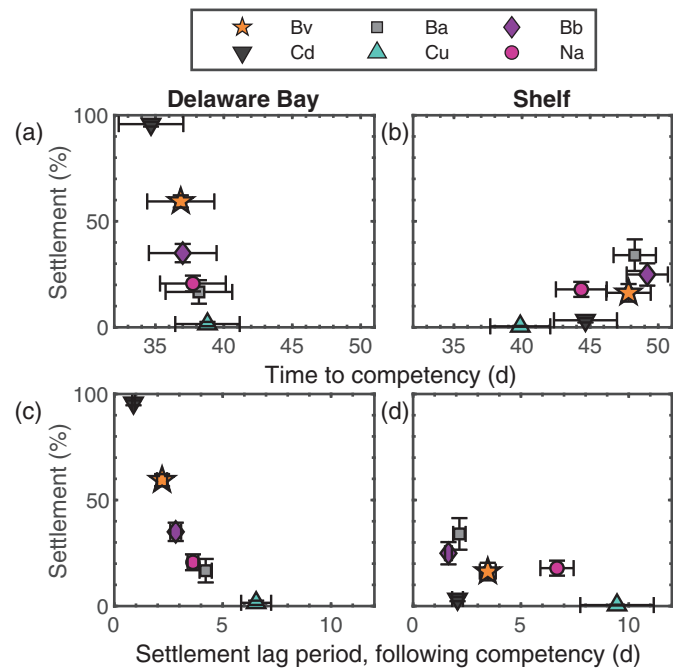 Bv Ba Bb
Cd Cu Na
Delaware Bay Shelf
(a) (b)
100
50
0
Settlement (%)
35 40 45 50 35 40 45 50
Time to competency (d)
(c) (d)
100
50
0
Settlement (%)
0 5 10 0 5 10
Settlement lag period, following competency (d)